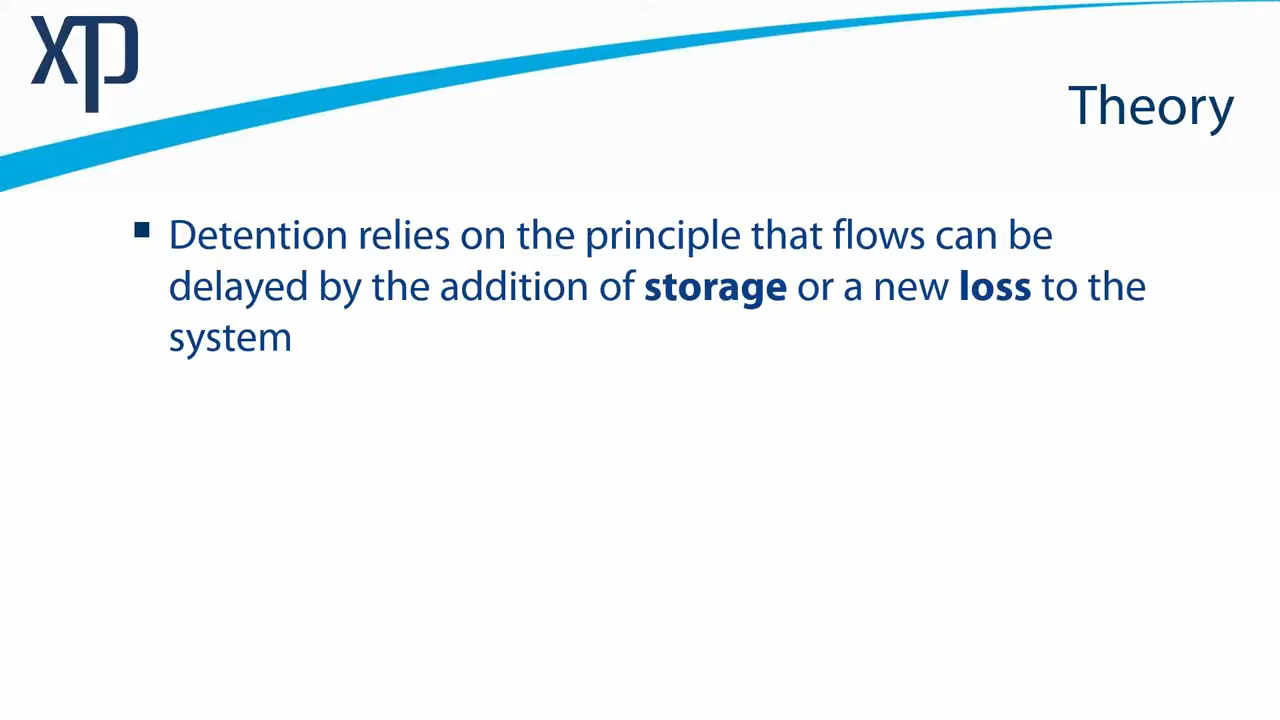 xp
Theory
▪ Detention relies on the principle that flows can be
delayed by the addition of storage or a new loss to the
system